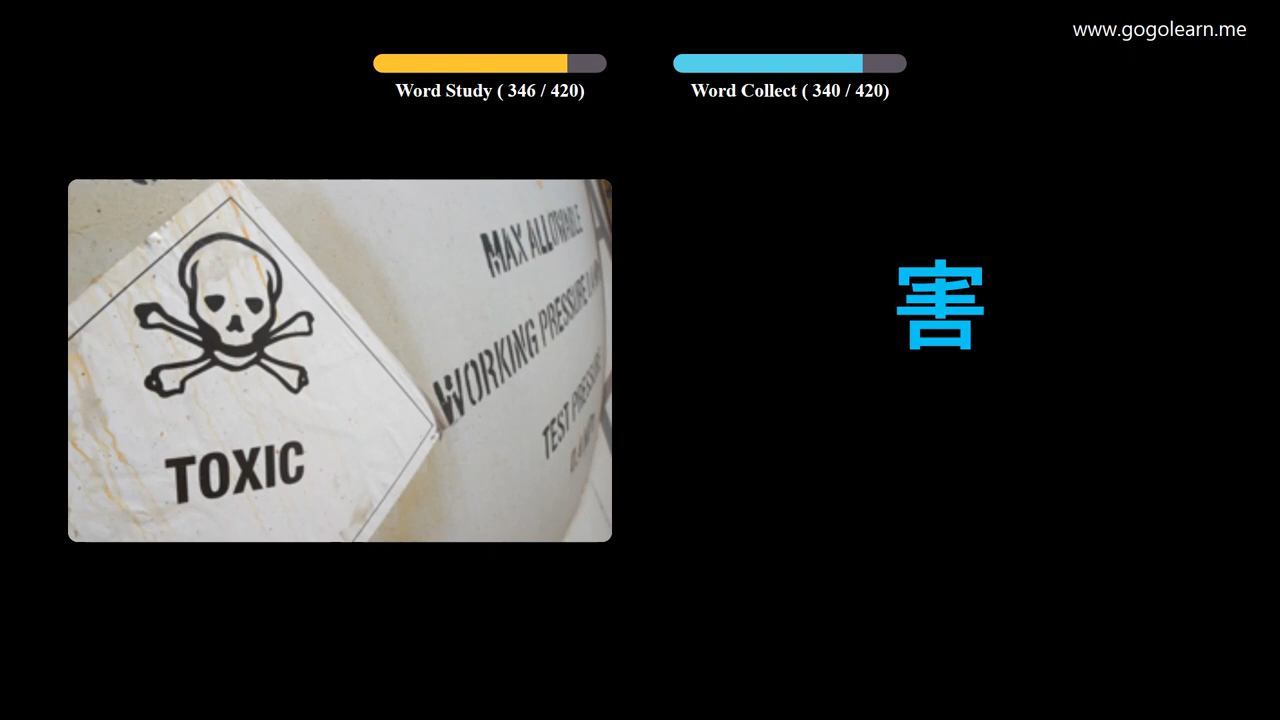 www.gogolearn.me
Word Study ( 346 / 420)
Word Collect ( 340 / 420)
MAX ALLOWABLE
WORKING PRESSURE
TEST PRESSURE
TOXIC
害